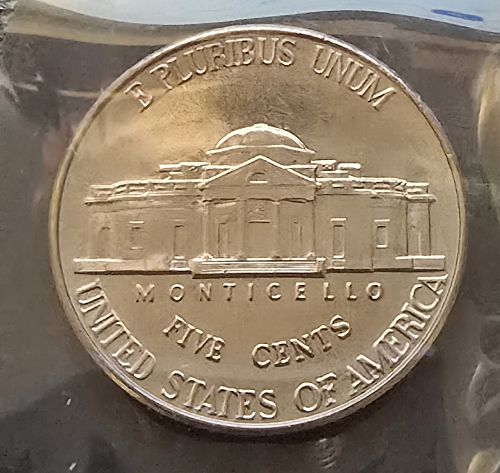 E PLURIBUS UNUM
MONTICELLO
FIVE CENTS
UNITED STATES OF AMERICA